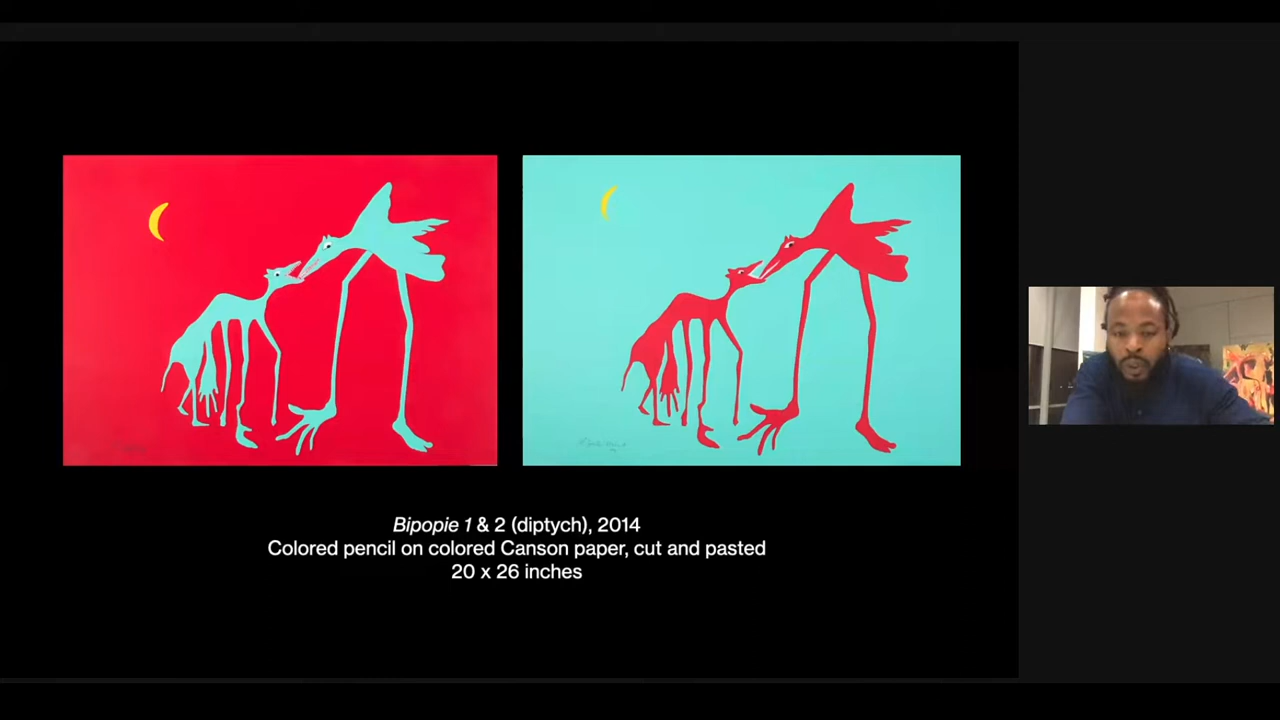 Bipopie 1 & 2 (diptych), 2014
Colored pencil on colored Canson paper, cut and pasted
20 x 26 inches